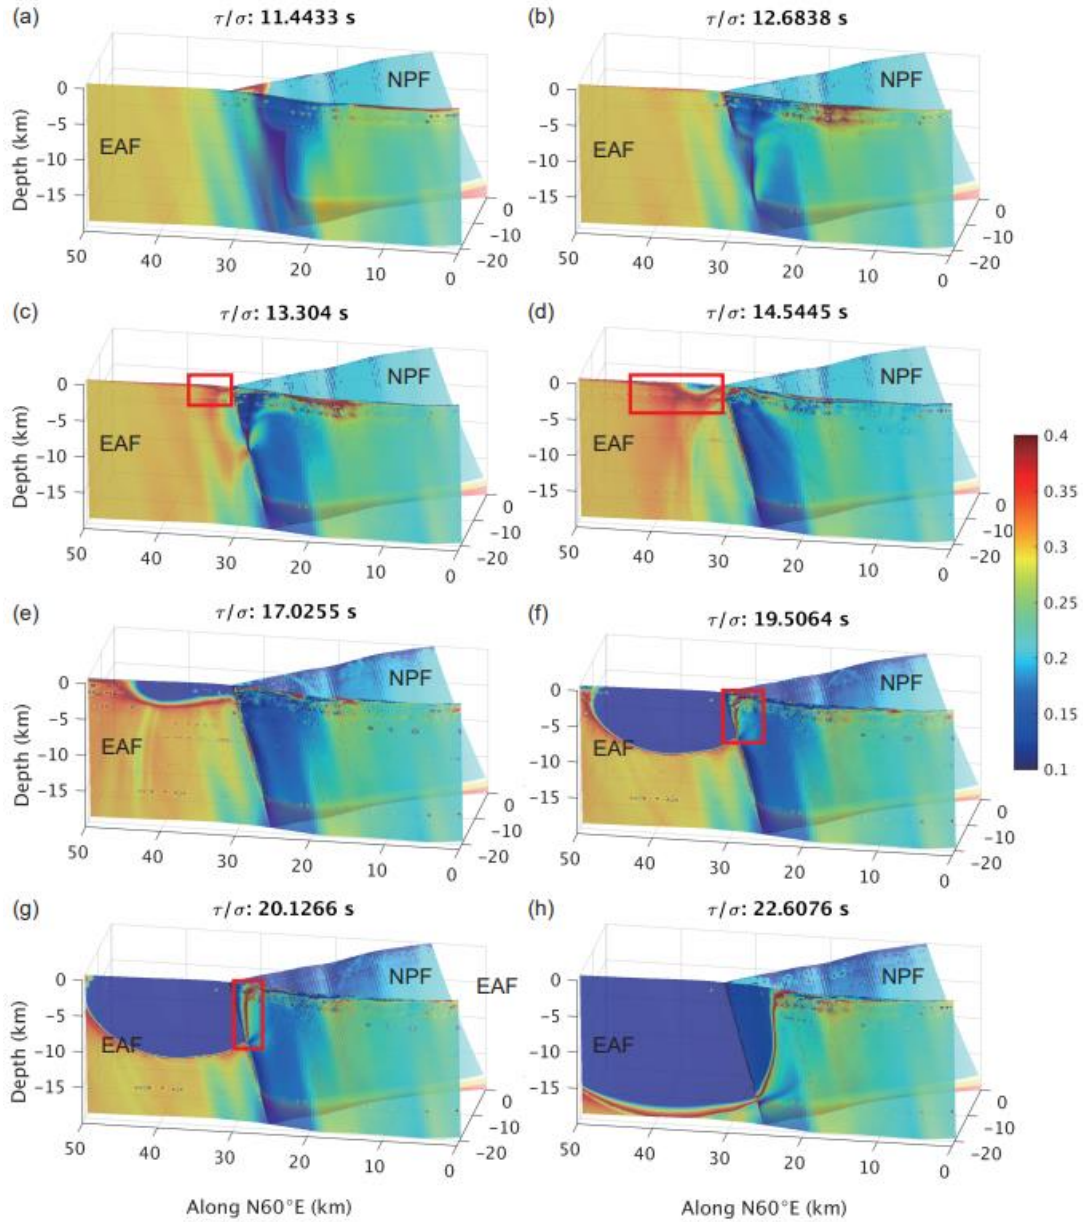 (a) τ/σ: 11.4433 s
0
−5
−10
−15
Depth (km)
EAF
NPF
0
−10
−20
50 40 30 20 10 0
(b) τ/σ: 12.6838 s
0
−5
−10
−15
EAF
NPF
0
−10
−20
50 40 30 20 10 0
(c) τ/σ: 13.304 s
0
−5
−10
−15
Depth (km)
EAF
NPF
0
−10
−20
50 40 30 20 10 0
(d) τ/σ: 14.5445 s
0
−5
−10
−15
EAF
NPF
0
−10
−20
50 40 30 20 10 0
0.4
0.35
0.3
0.25
0.2
0.15
0.1
(e) τ/σ: 17.0255 s
0
−5
−10
−15
Depth (km)
EAF
NPF
0
−10
−20
50 40 30 20 10 0
(f) τ/σ: 19.5064 s
0
−5
−10
−15
EAF
NPF
0
−10
−20
50 40 30 20 10 0
(g) τ/σ: 20.1266 s
0
−5
−10
−15
Depth (km)
EAF
NPF
EAF
0
−10
−20
50 40 30 20 10 0
Along N60°E (km)
(h) τ/σ: 22.6076 s
0
−5
−10
−15
EAF
NPF
0
−10
−20
50 40 30 20 10 0
Along N60°E (km)